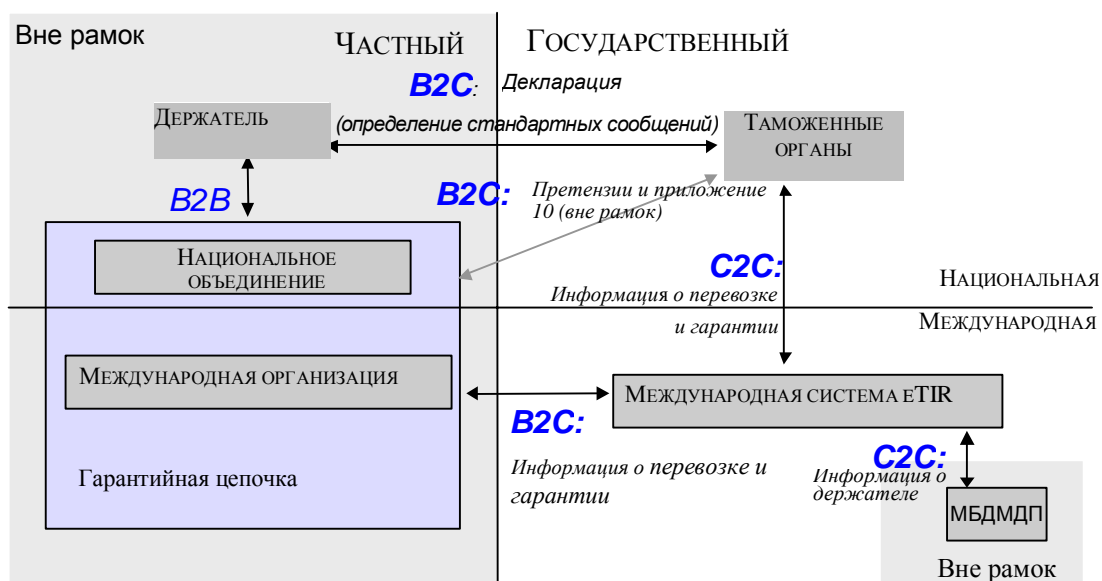 Вне рамок
ЧАСТНЫЙ
ГОСУДАРСТВЕННЫЙ
B2C: Декларация
(определение стандартных сообщений)
ДЕРЖАТЕЛЬ
ТАМОЖЕННЫЕ
ОРГАНЫ
B2B
B2C: Претензии и приложение
10 (вне рамок)
НАЦИОНАЛЬНОЕ
ОБЪЕДИНЕНИЕ
C2C:
Информация о перевозке
и гарантии
НАЦИОНАЛЬНАЯ
МЕЖДУНАРОДНАЯ
МЕЖДУНАРОДНАЯ ОРГАНИЗАЦИЯ
МЕЖДУНАРОДНАЯ СИСТЕМА eTIR
B2C:
Информация о перевозке и
гарантии
Гарантийная цепочка
C2C:
Информация о
держателе
МБДМДП
Вне рамок